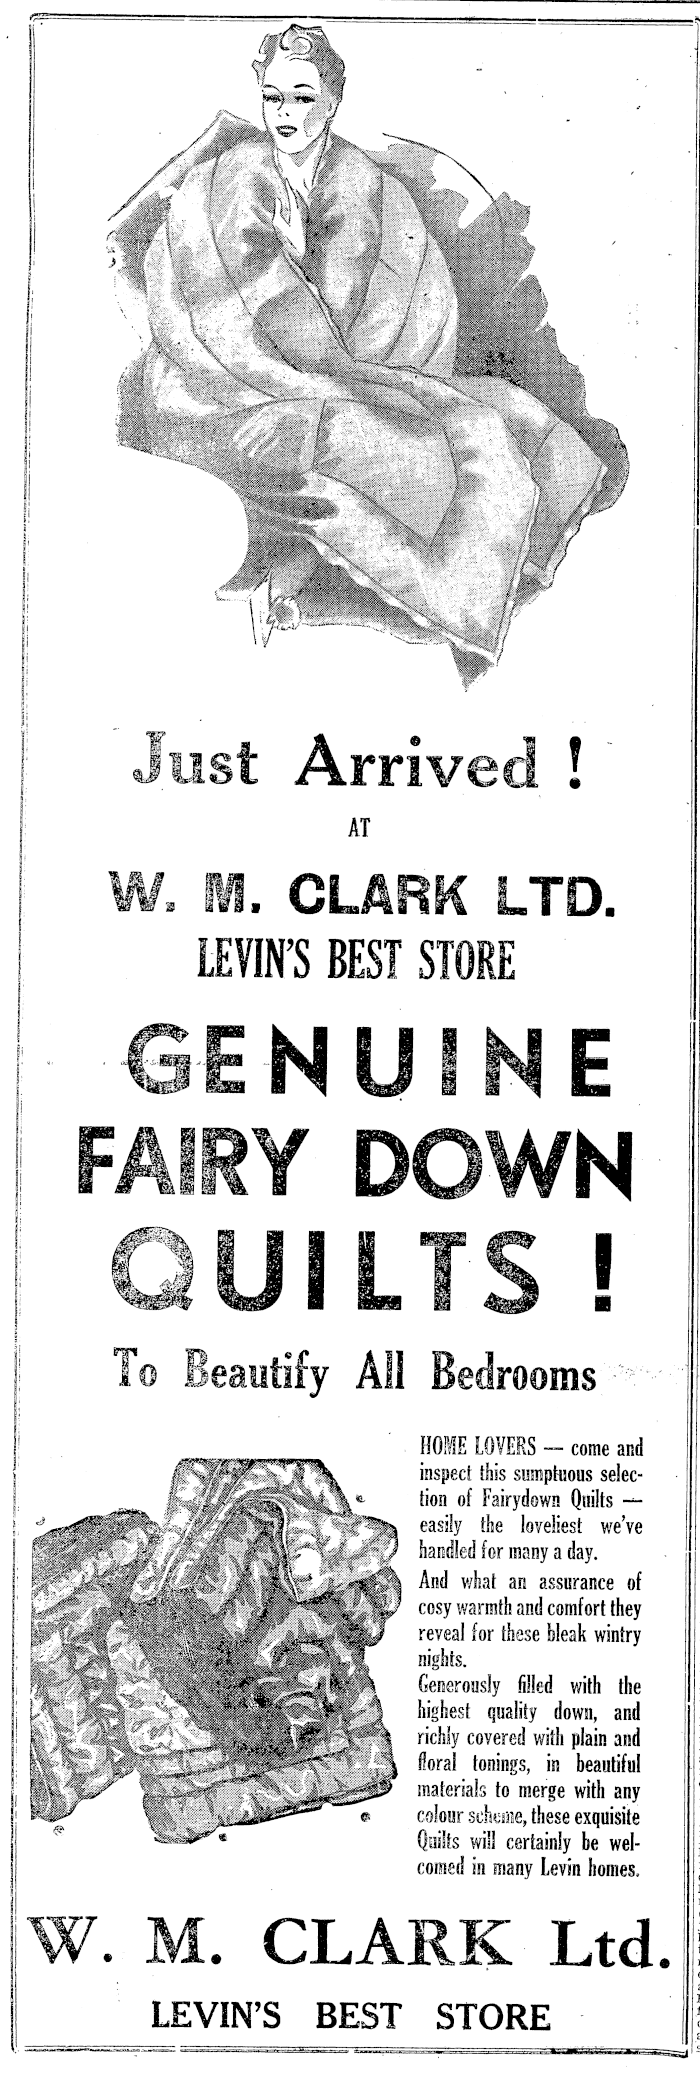 Just Arrived !
AT
W. M. CLARK LTD.
LEVIN'S BEST STORE
GENUINE
FAIRY DOWN
QUILTS !
To Beautify All Bedrooms
HOME LOVERS — come and
inspect this sumptuous selec-
tion of Fairydown Quilts —
easily the loveliest we've
handled for many a day.
And what an assurance of
cosy warmth and comfort they
reveal for these bleak wintry
nights.
Generously filled with the
highest quality down, and
richly covered with plain and
floral tonings, in beautiful
materials to merge with any
colour scheme, these exquisite
Quilts will certainly be wel-
comed in many Levin homes.
W. M. CLARK Ltd.
LEVIN'S BEST STORE